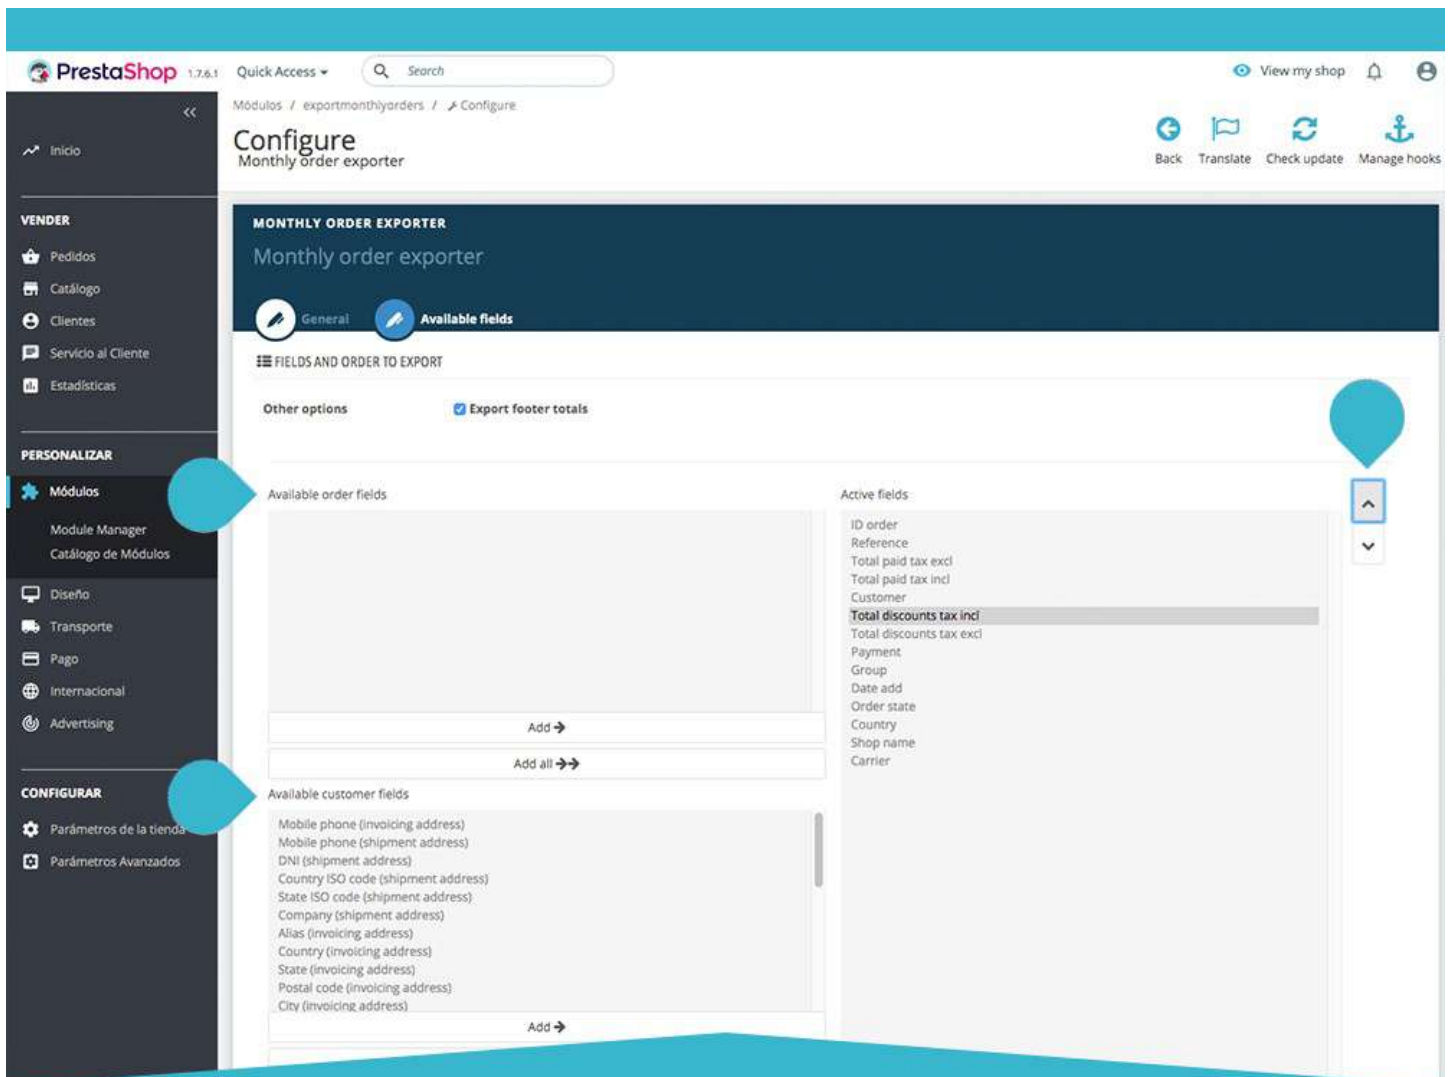 PrestaShop 1.7.6.1 Quick Access Search View my shop
Módulos / exportmonthlyorders / Configure
Configure
Monthly order exporter
Back Translate Check update Manage hooks
Inicio
VENDER
Pedidos
Catálogo
Clientes
Servicio al Cliente
Estadísticas
PERSONALIZAR
Módulos
Module Manager
Catálogo de Módulos
Diseño
Transporte
Pago
Internacional
Advertising
CONFIGURAR
Parámetros de la tienda
Parámetros Avanzados
MONTHLY ORDER EXPORTER
Monthly order exporter
General Available fields
FIELDS AND ORDER TO EXPORT
Other options Export footer totals
Available order fields
Add
Add all
Available customer fields
Mobile phone (invoicing address)
Mobile phone (shipment address)
DNI (shipment address)
Country ISO code (shipment address)
State ISO code (shipment address)
Company (shipment address)
Alias (invoicing address)
Country (invoicing address)
State (invoicing address)
Postal code (invoicing address)
City (invoicing address)
Add
Active fields
ID order
Reference
Total paid tax excl
Total paid tax incl
Customer
Total discounts tax incl
Total discounts tax excl
Payment
Group
Date add
Order state
Country
Shop name
Carrier